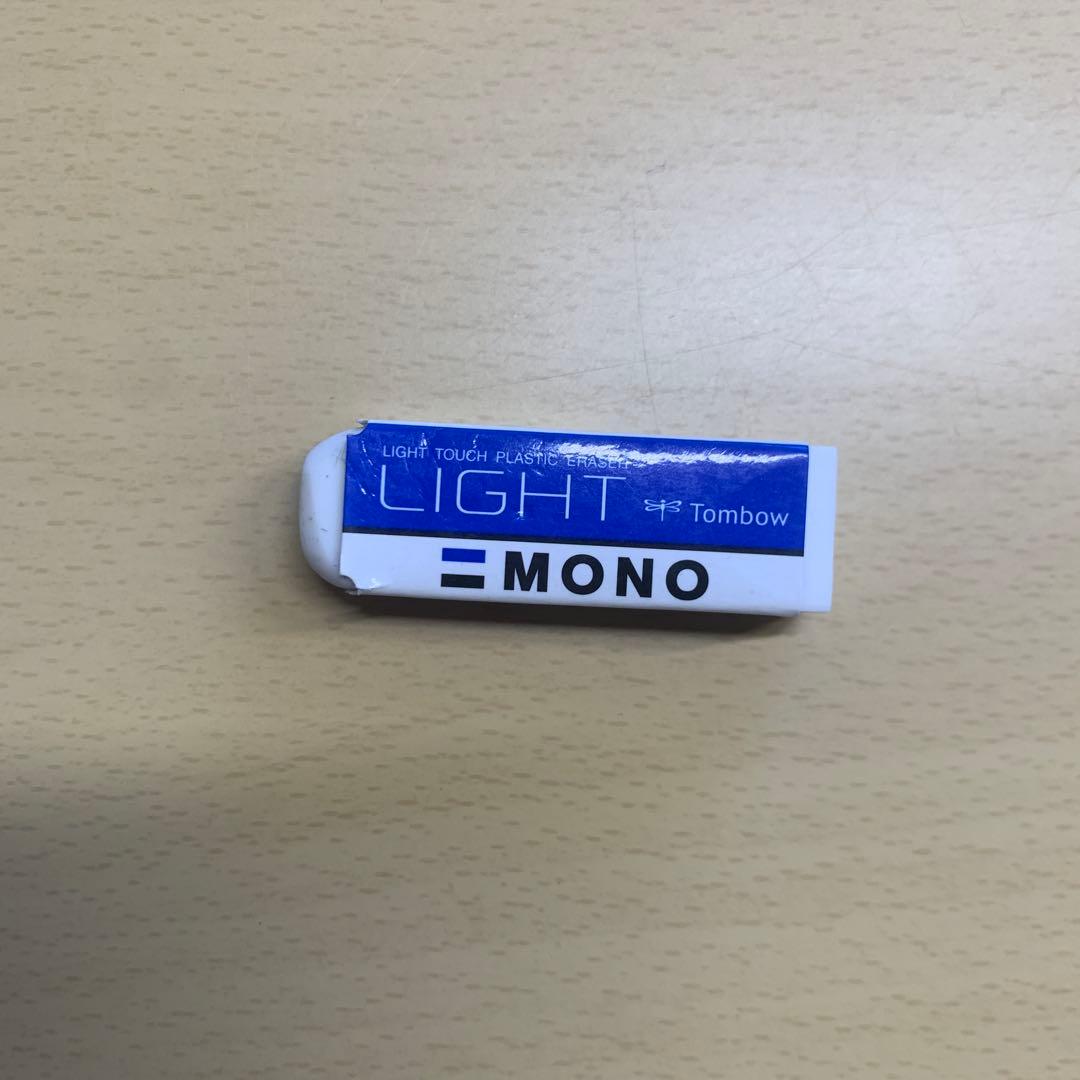 LIGHT TOUCH PLASTIC ERASER
LIGHT
Tombow
MONO